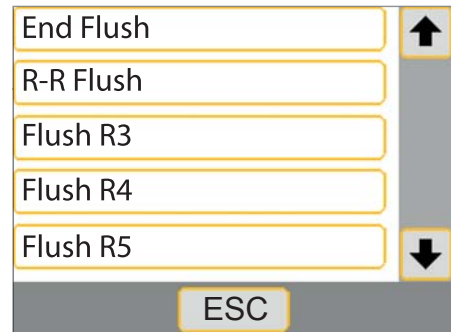 End Flush
R-R Flush
Flush R3
Flush R4
Flush R5
ESC